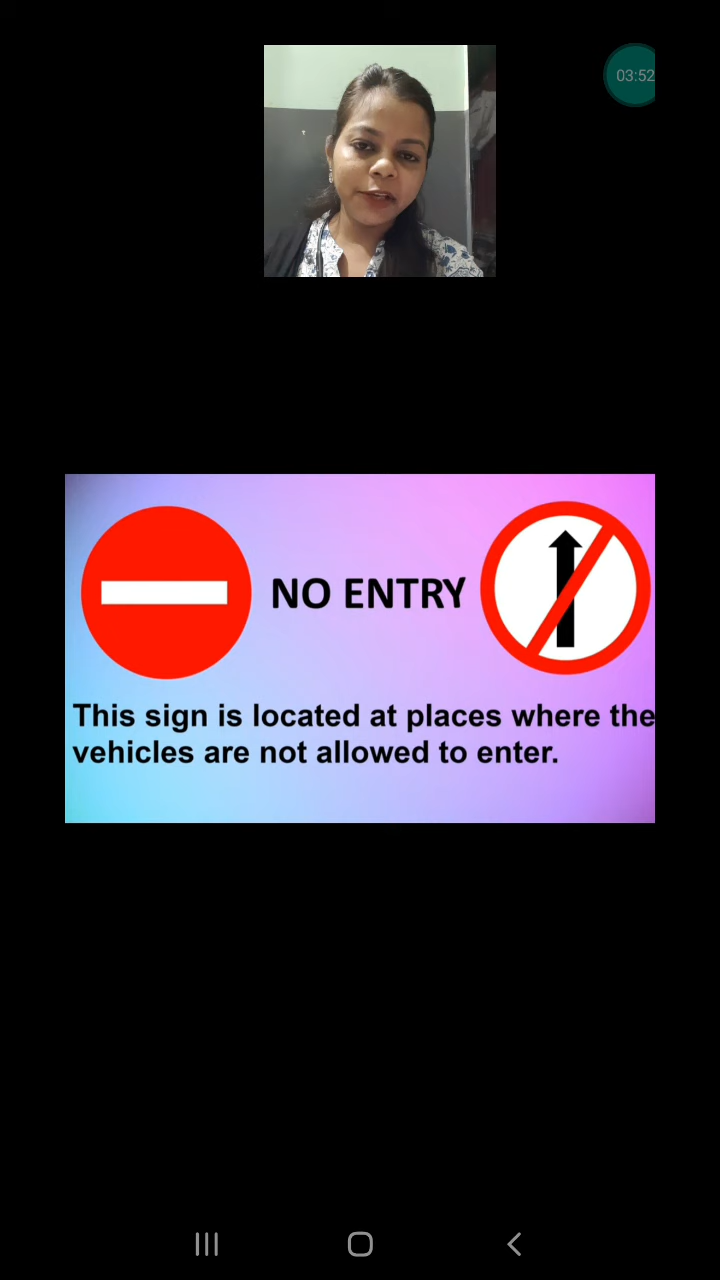 03:52
NO ENTRY
This sign is located at places where the
vehicles are not allowed to enter.